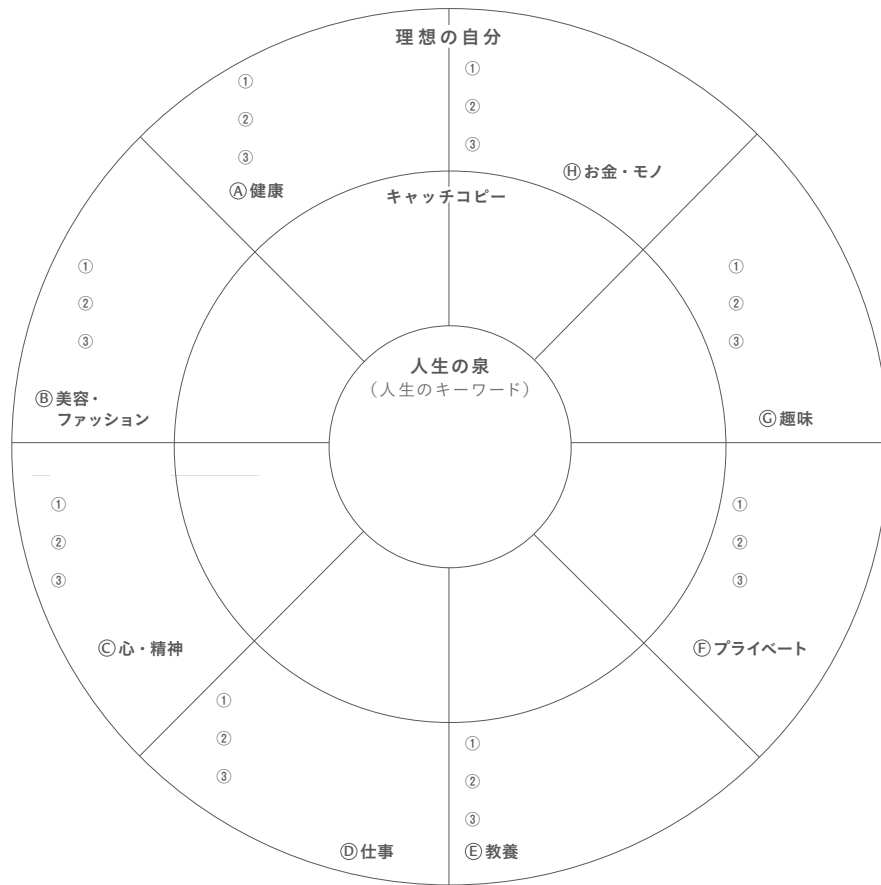 理想の自分
①
②
③
Ⓐ健康
①
②
③
Ⓗお金・モノ
キャッチコピー
①
②
③
Ⓑ美容・
ファッション
人生の泉
（人生のキーワード）
①
②
③
Ⓖ趣味
①
②
③
Ⓒ心・精神
①
②
③
Ⓕプライベート
①
②
③
Ⓓ仕事
①
②
③
Ⓔ教養